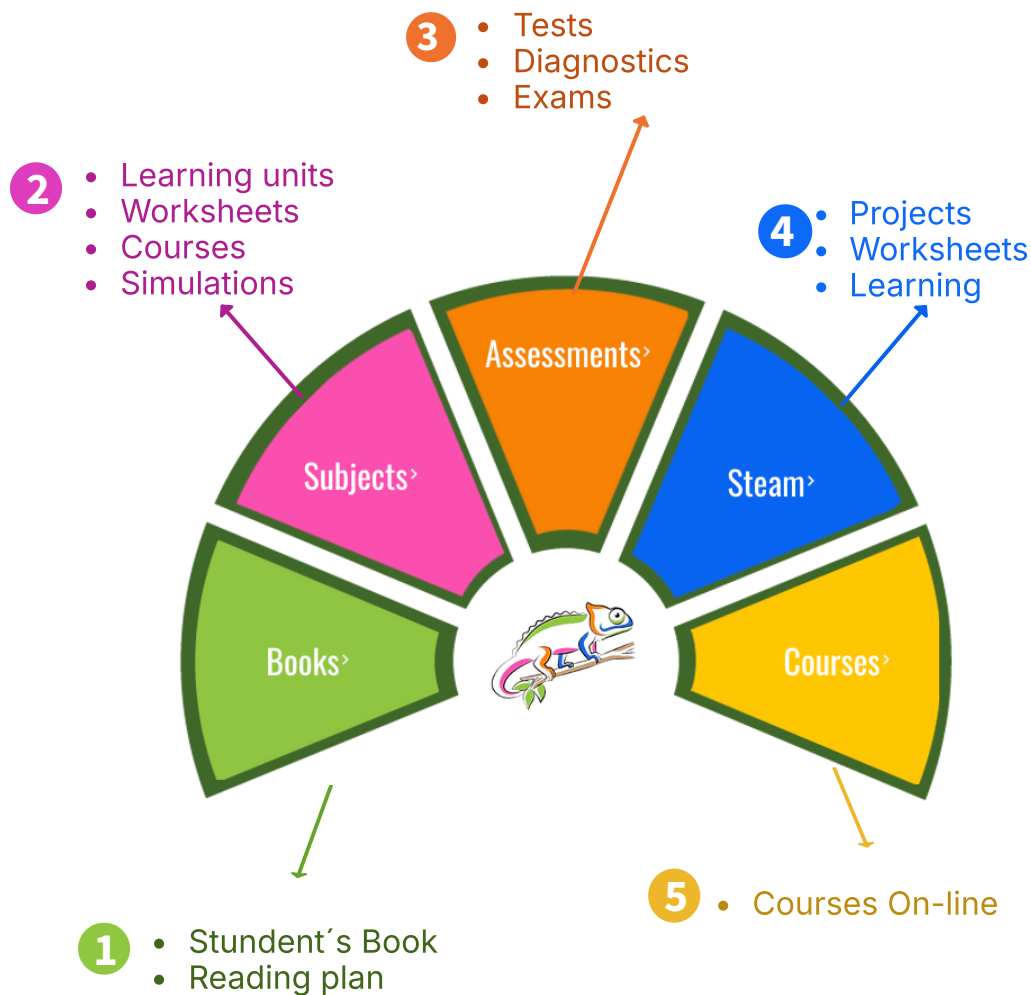 3
• Tests
• Diagnostics
• Exams
2
• Learning units
• Worksheets
• Courses
• Simulations
4
• Projects
• Worksheets
• Learning
Assessments›
Subjects›
Steam›
Books›
Courses›
5
• Courses On-line
1
• Stundent´s Book
• Reading plan